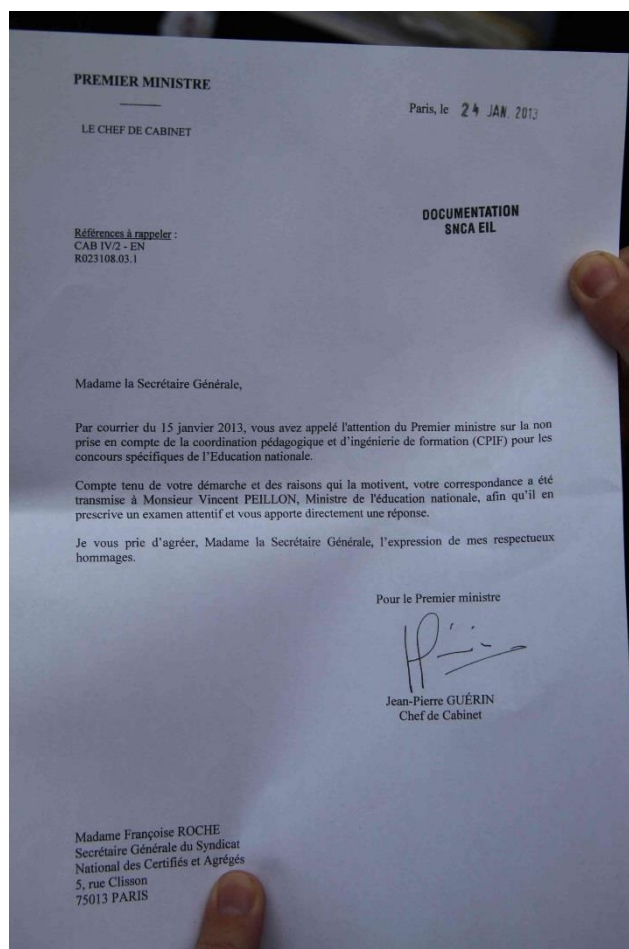 PREMIER MINISTRE
LE CHEF DE CABINET
Paris, le 24 JAN. 2013
DOCUMENTATION
SNCA EIL
Références à rappeler :
CAB IV/2 - EN
R023108.03.1
Madame la Secrétaire Générale,
Par courrier du 15 janvier 2013, vous avez appelé l'attention du Premier ministre sur la non
prise en compte de la coordination pédagogique et d'ingénierie de formation (CPIF) pour les
concours spécifiques de l'Education nationale.
Compte tenu de votre démarche et des raisons qui la motivent, votre correspondance a été
transmise à Monsieur Vincent PEILLON, Ministre de l'éducation nationale, afin qu'il en
prescrive un examen attentif et vous apporte directement une réponse.
Je vous prie d'agréer, Madame la Secrétaire Générale, l'expression de mes respectueux
hommages.
Pour le Premier ministre
Jean-Pierre GUÉRIN
Chef de Cabinet
Madame Françoise ROCHE
Secrétaire Générale du Syndicat
National des Certifiés et Agrégés
5, rue Clisson
75013 PARIS